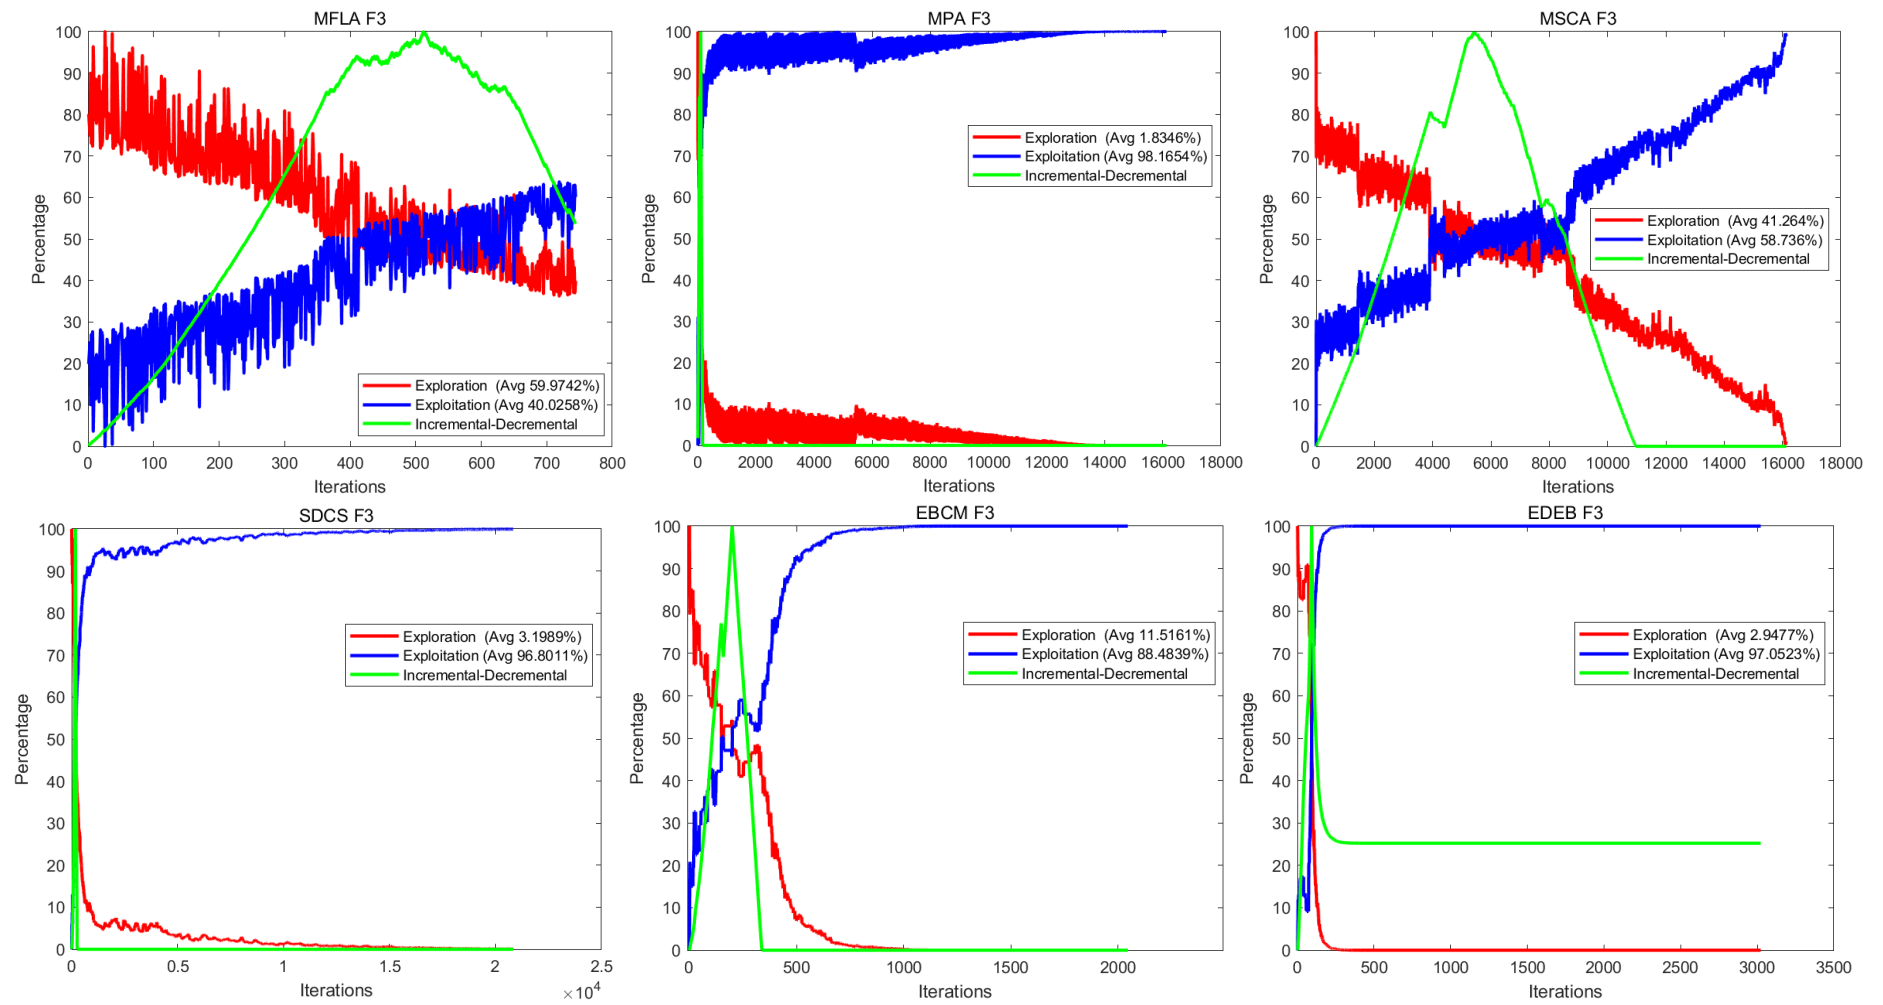 MFLA F3
100
90
80
70
60
50
40
30
20
10
0
Percentage
Exploration (Avg 59.9742%)
Exploitation (Avg 40.0258%)
Incremental-Decremental
0 100 200 300 400 500 600 700 800
Iterations
MPA F3
100
90
80
70
60
50
40
30
20
10
0
Percentage
Exploration (Avg 1.8346%)
Exploitation (Avg 98.1654%)
Incremental-Decremental
0 2000 4000 6000 8000 10000 12000 14000 16000 18000
Iterations
MSCA F3
100
90
80
70
60
50
40
30
20
10
0
Percentage
Exploration (Avg 41.264%)
Exploitation (Avg 58.736%)
Incremental-Decremental
0 2000 4000 6000 8000 10000 12000 14000 16000 18000
Iterations
SDCS F3
100
90
80
70
60
50
40
30
20
10
0
Percentage
Exploration (Avg 3.1989%)
Exploitation (Avg 96.8011%)
Incremental-Decremental
0 0.5 1 1.5 2 2.5
Iterations
×10⁴
EBCM F3
100
90
80
70
60
50
40
30
20
10
0
Percentage
Exploration (Avg 11.5161%)
Exploitation (Avg 88.4839%)
Incremental-Decremental
0 500 1000 1500 2000
Iterations
EDEB F3
100
90
80
70
60
50
40
30
20
10
0
Percentage
Exploration (Avg 2.9477%)
Exploitation (Avg 97.0523%)
Incremental-Decremental
0 500 1000 1500 2000 2500 3000 3500
Iterations